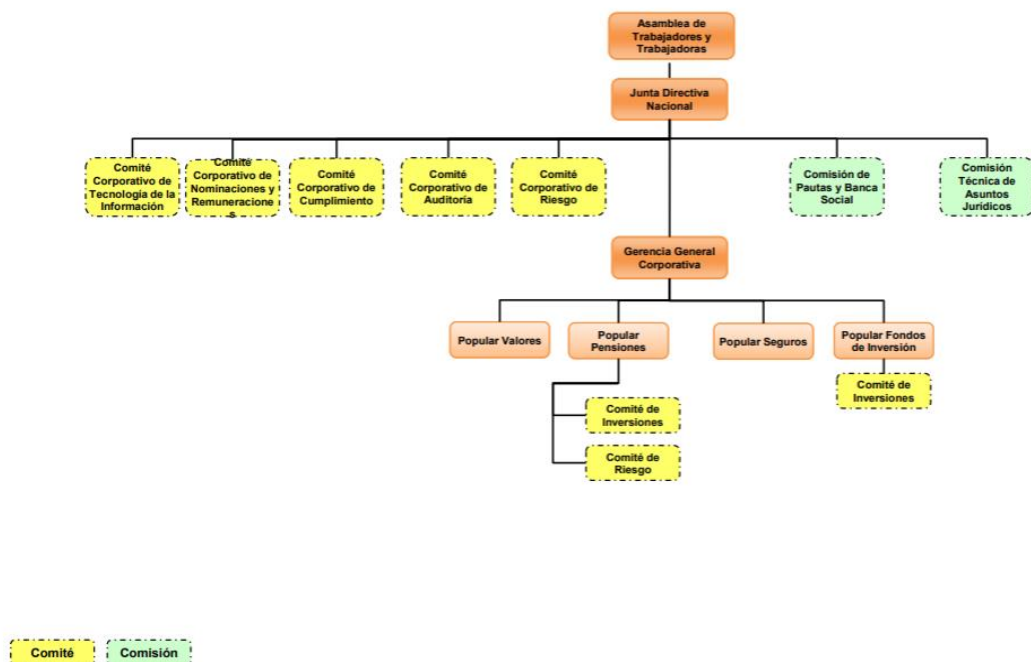 Asamblea de
Trabajadores y
Trabajadoras
Junta Directiva
Nacional
Comité
Corporativo de
Tecnología de la
Información
Comité
Corporativo de
Nominaciones y
Remuneracione
s
Comité
Corporativo de
Cumplimiento
Comité
Corporativo de
Auditoría
Comité
Corporativo de
Riesgo
Comisión de
Pautas y Banca
Social
Comisión
Técnica de
Asuntos
Jurídicos
Gerencia General
Corporativa
Popular Valores
Popular
Pensiones
Popular Seguros
Popular Fondos
de Inversión
Comité de
Inversiones
Comité de
Inversiones
Comité de
Riesgo
Comité
Comisión